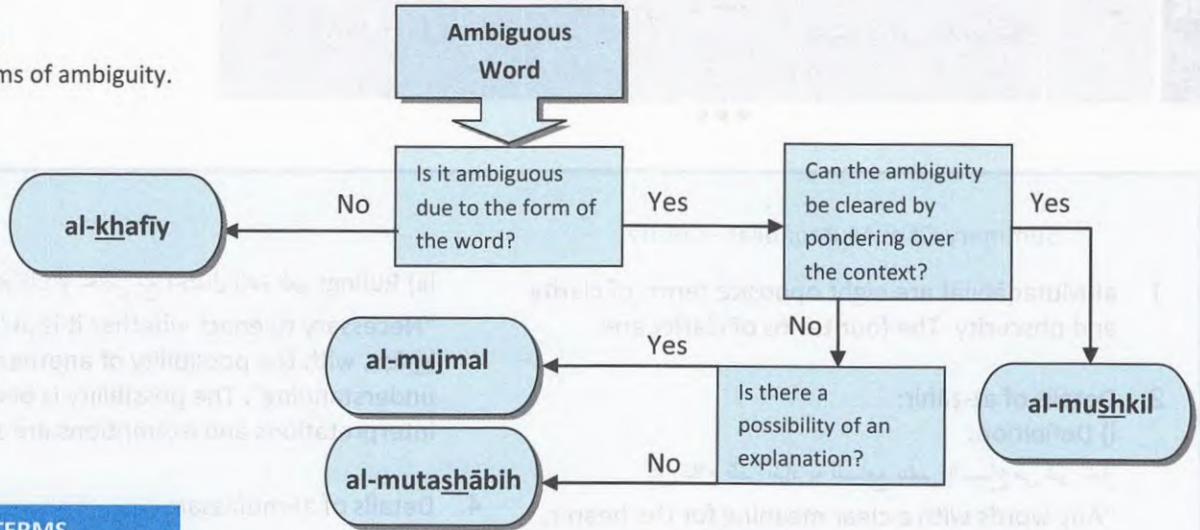 ms of ambiguity.
Ambiguous
Word
Is it ambiguous
due to the form of
the word?
No
al-khafīy
Yes
Can the ambiguity
be cleared by
pondering over
the context?
Yes
al-mushkil
No
Is there a
possibility of an
explanation?
Yes
al-mujmal
No
al-mutashābih
TERMS